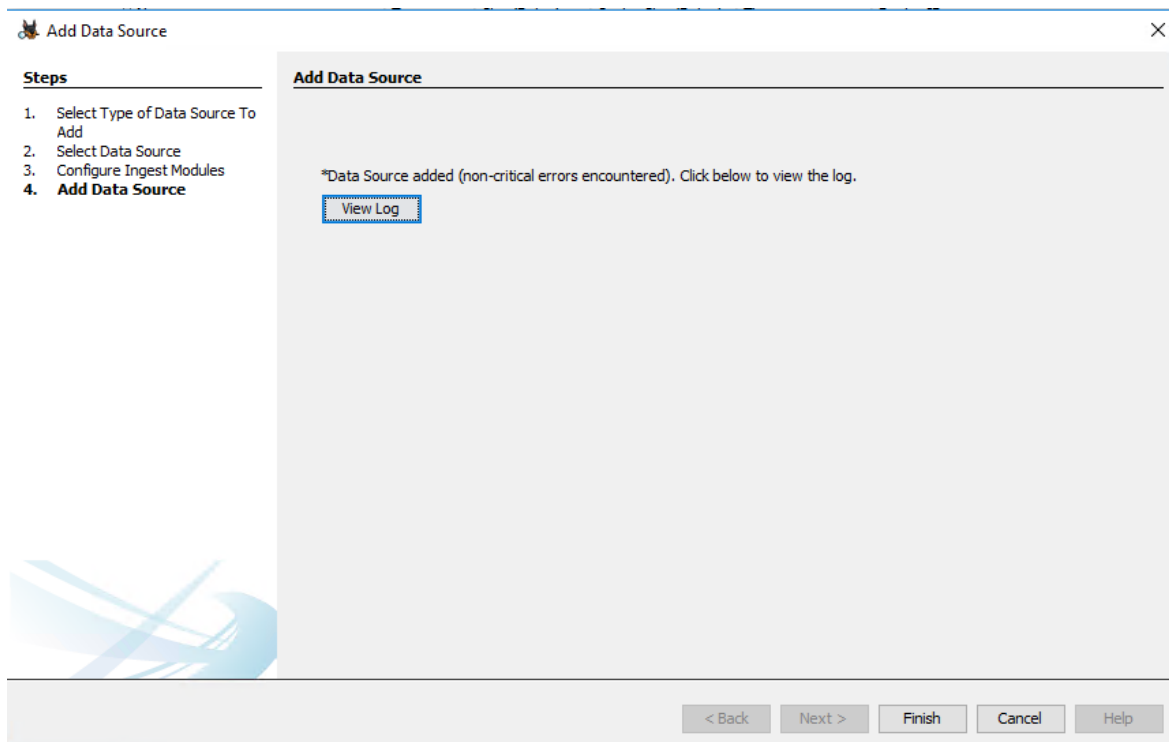 Add Data Source
Steps
1. Select Type of Data Source To
Add
2. Select Data Source
3. Configure Ingest Modules
4. Add Data Source
Add Data Source
*Data Source added (non-critical errors encountered). Click below to view the log.
View Log
< Back Next > Finish Cancel Help